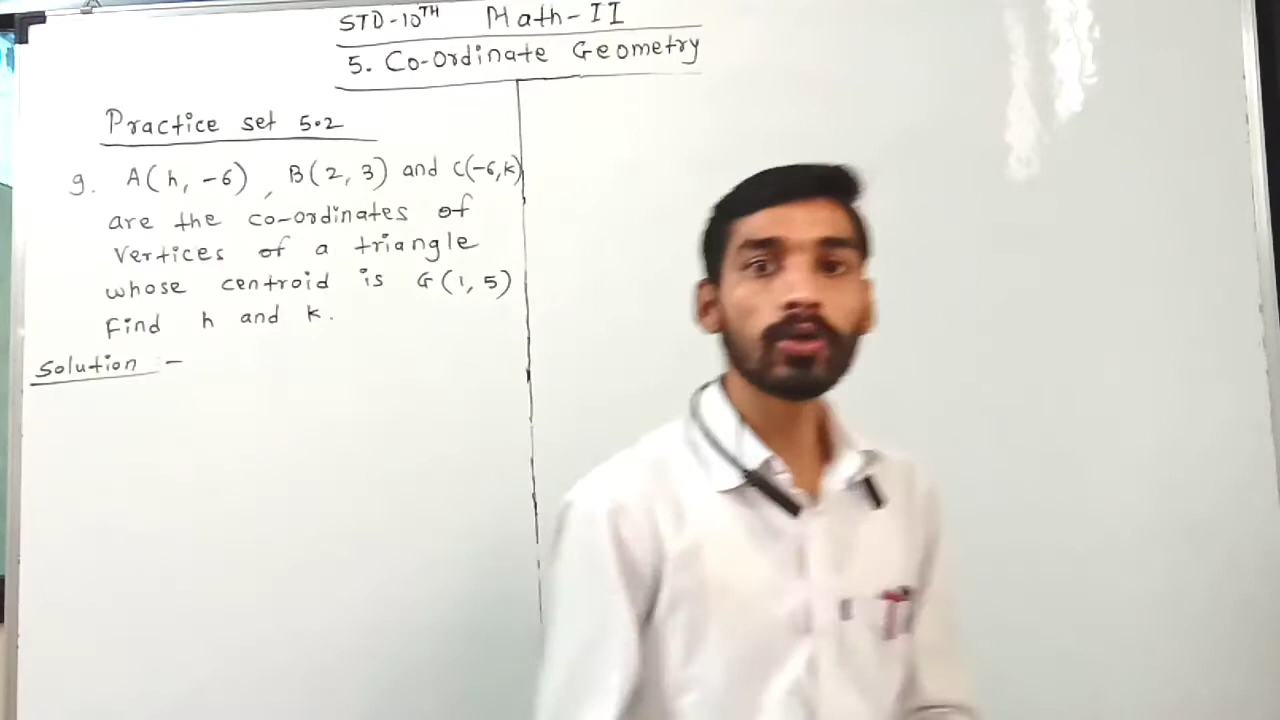 STD-10TH Math-II
5. Co-Ordinate Geometry
Practice set 5.2
9. A(h, -6), B(2, 3) and C(-6,k)
are the co-ordinates of
vertices of a triangle
whose centroid is G(1, 5)
Find h and k.
Solution :-